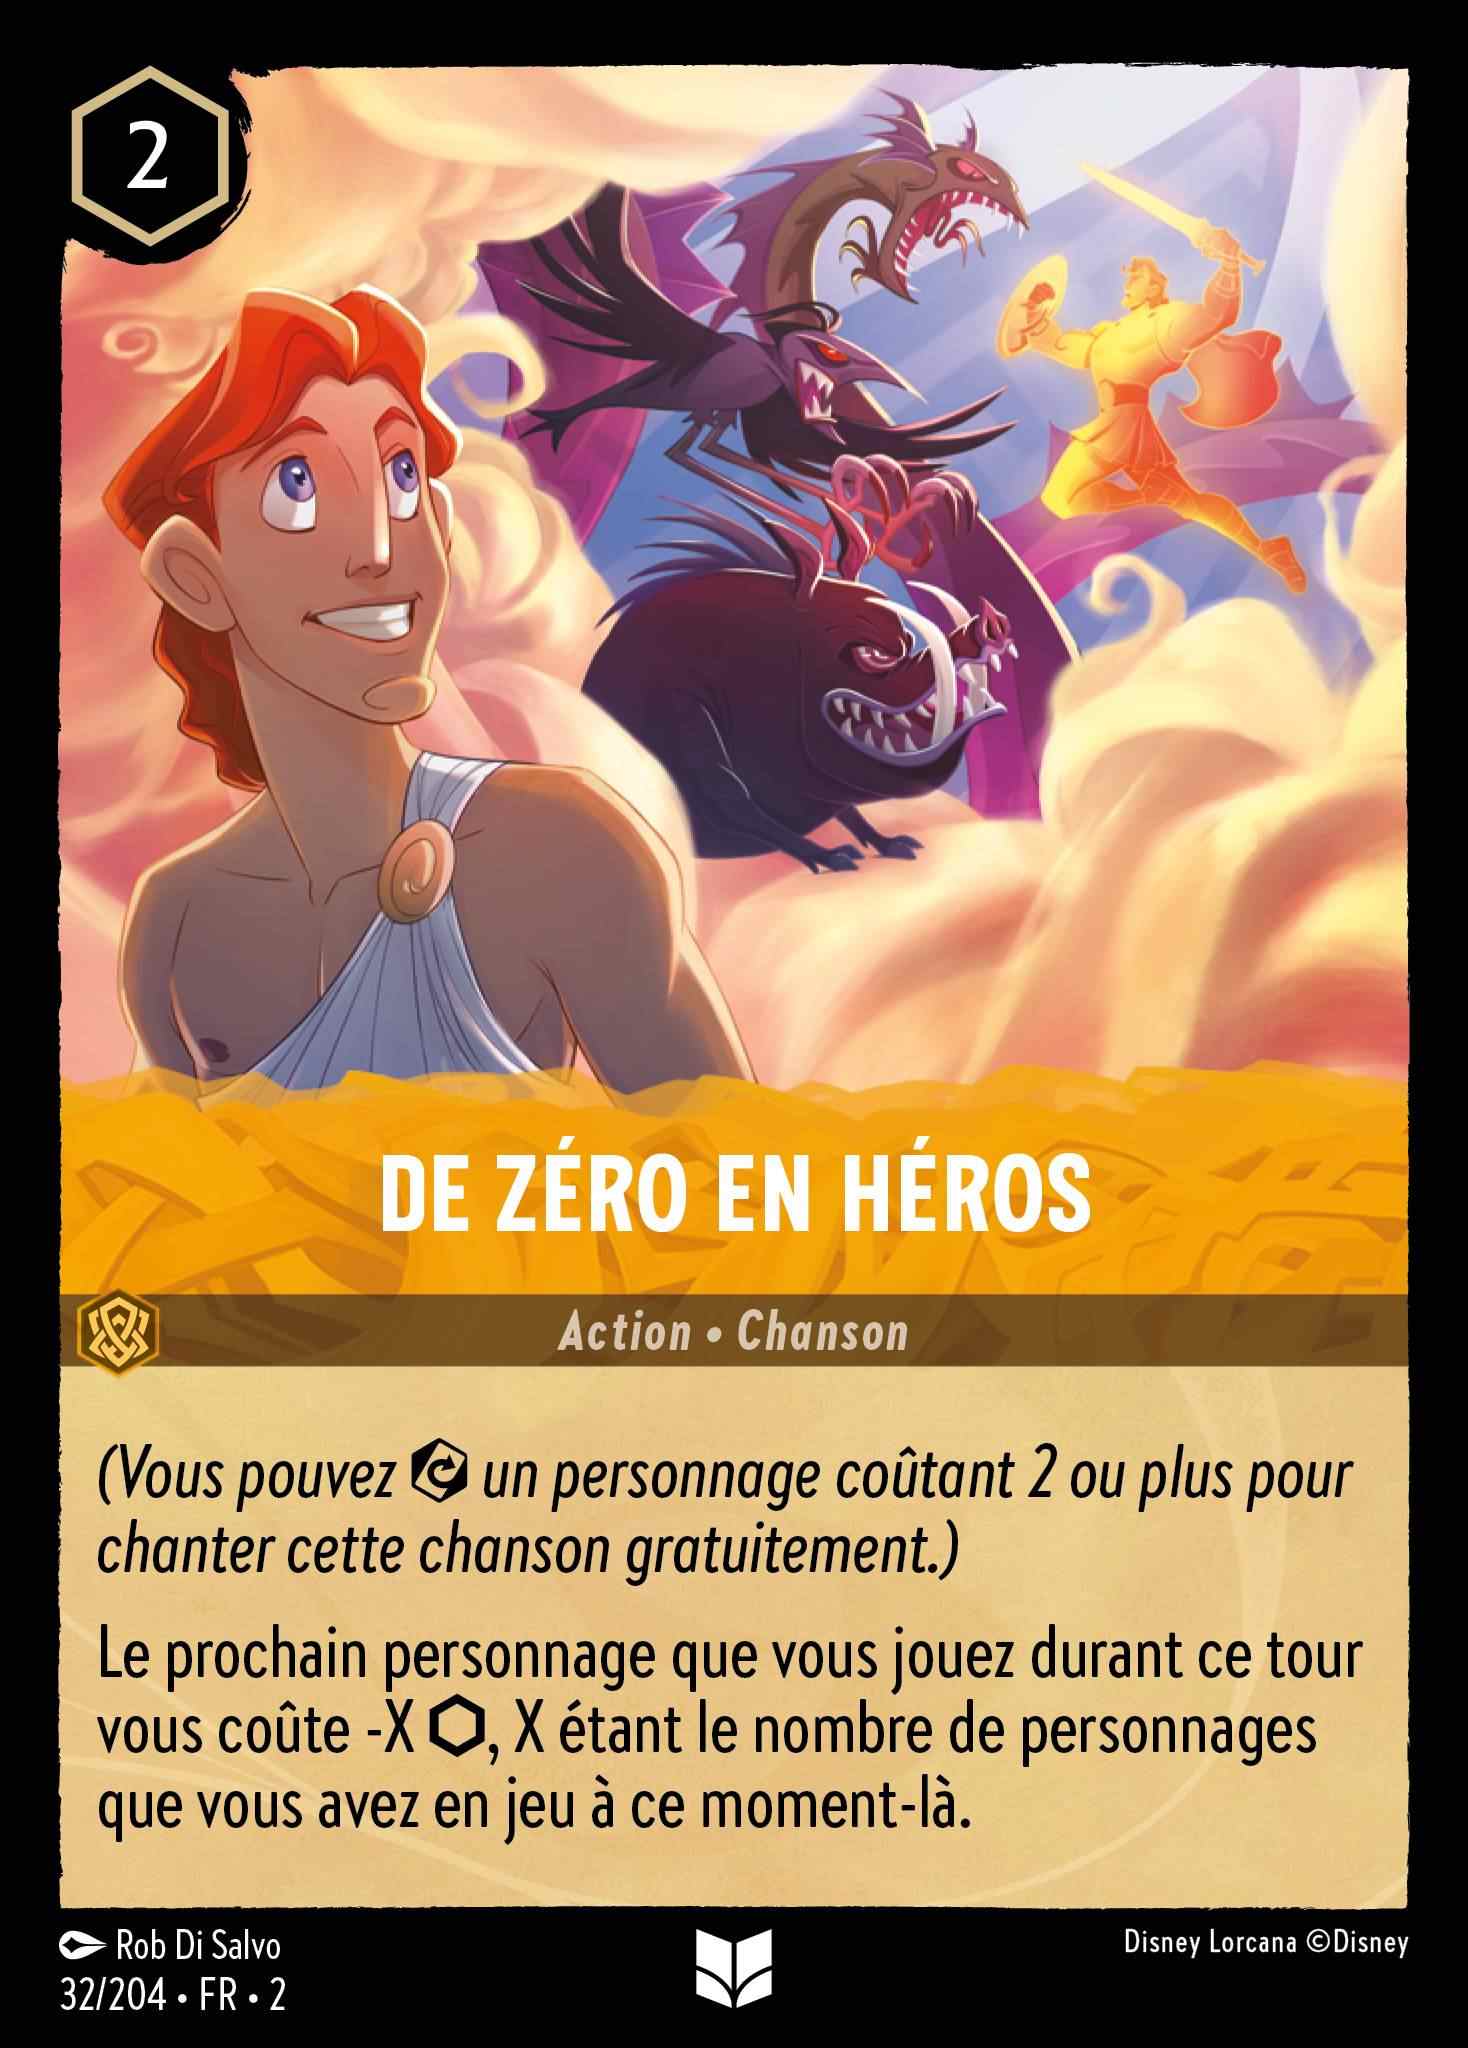 2
DE ZÉRO EN HÉROS
Action • Chanson
(Vous pouvez un personnage coûtant 2 ou plus pour
chanter cette chanson gratuitement.)
Le prochain personnage que vous jouez durant ce tour
vous coûte -X , X étant le nombre de personnages
que vous avez en jeu à ce moment-là.
Rob Di Salvo
Disney Lorcana ©Disney
32/204 • FR • 2